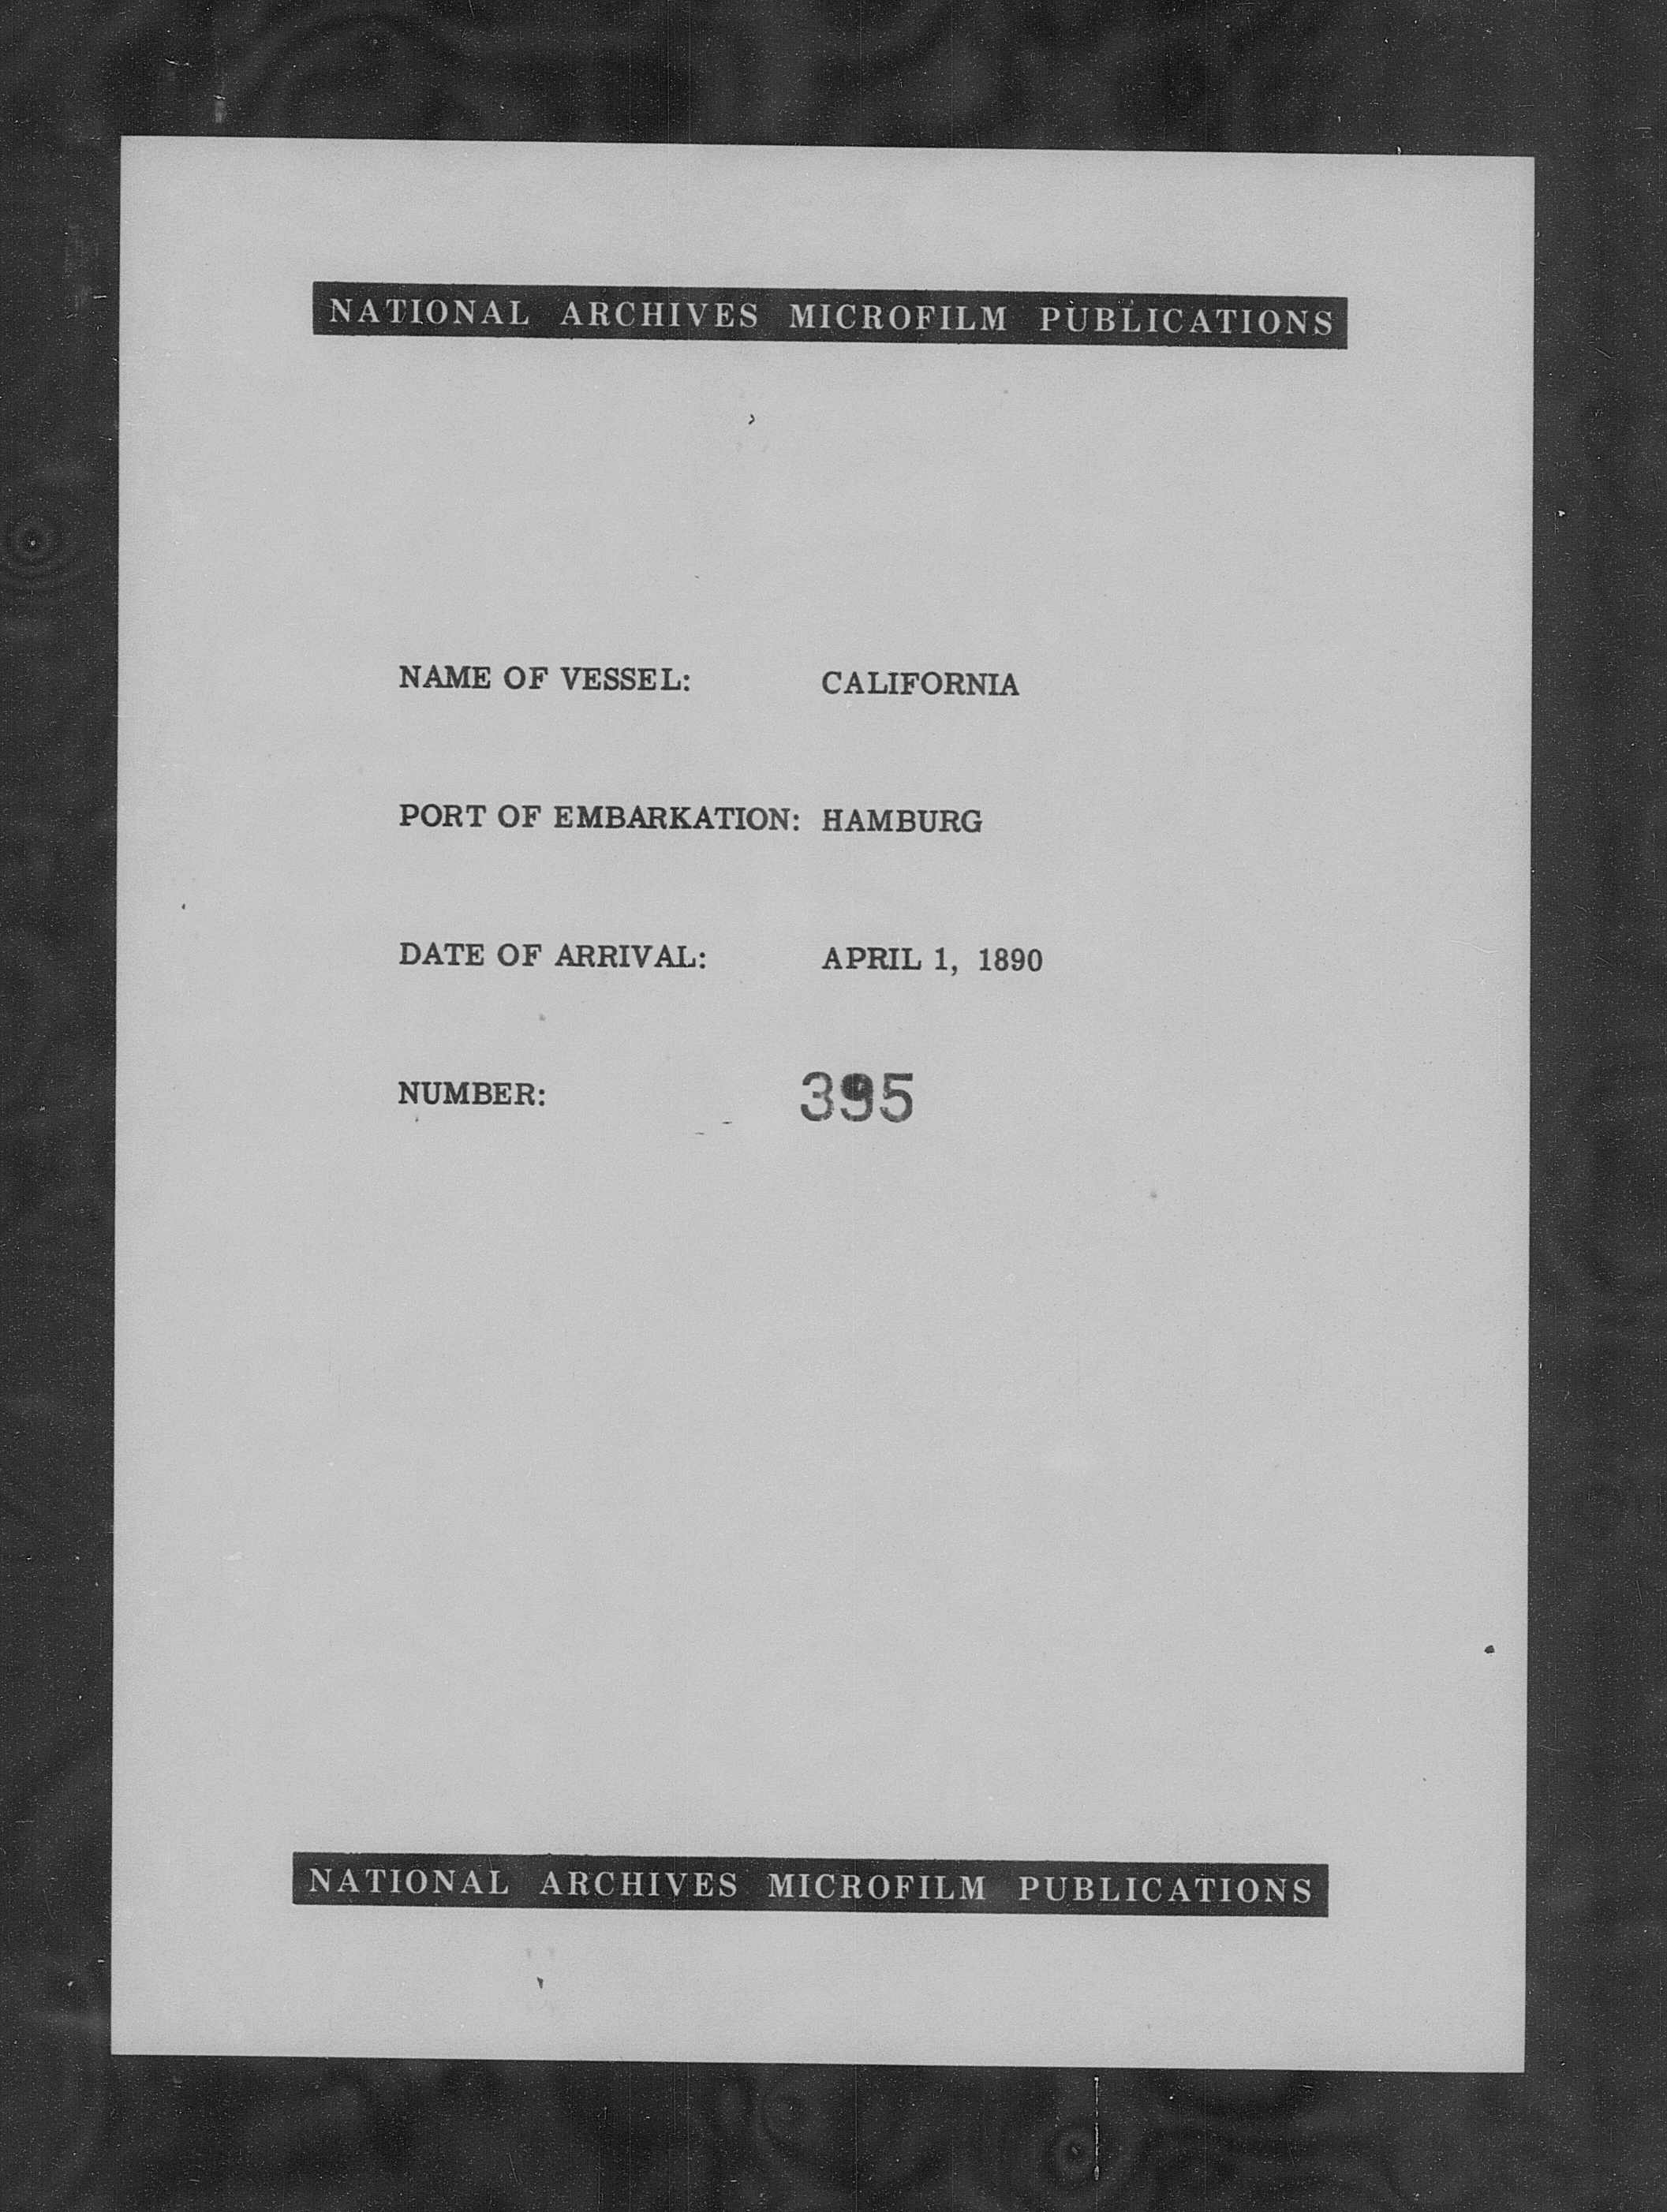 NATIONAL ARCHIVES MICROFILM PUBLICATIONS
NAME OF VESSEL: CALIFORNIA
PORT OF EMBARKATION: HAMBURG
DATE OF ARRIVAL: APRIL 1, 1890
NUMBER: 395
NATIONAL ARCHIVES MICROFILM PUBLICATIONS